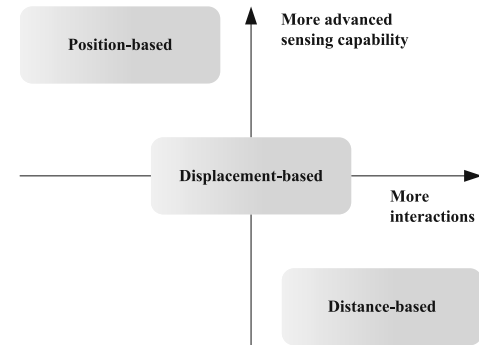 Position-based
More advanced
sensing capability
Displacement-based
More
interactions
Distance-based